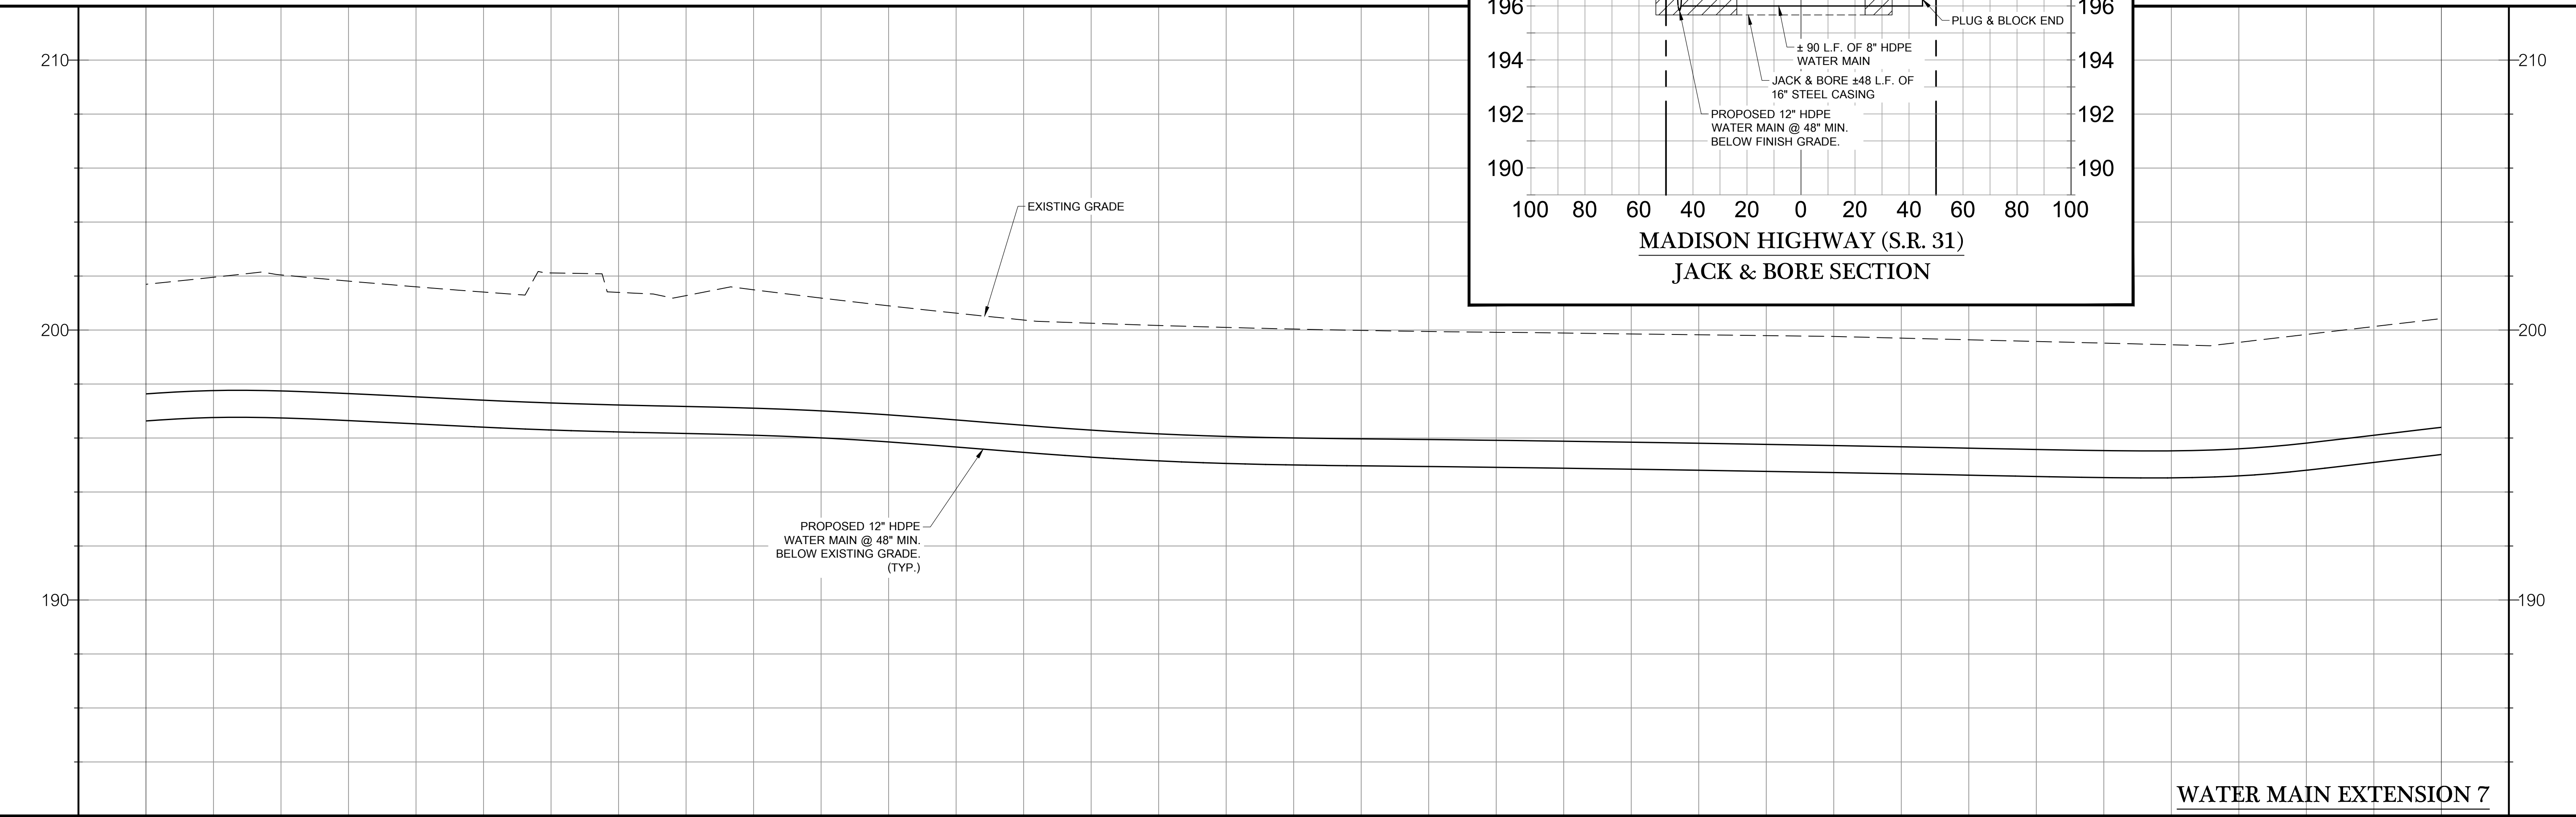 196
196
PLUG & BLOCK END
± 90 L.F. OF 8" HDPE
WATER MAIN
210
194
194
210
JACK & BORE ±48 L.F. OF
16" STEEL CASING
192
192
PROPOSED 12" HDPE
WATER MAIN @ 48" MIN.
BELOW FINISH GRADE.
190
190
100 80 60 40 20 0 20 40 60 80 100
MADISON HIGHWAY (S.R. 31)
JACK & BORE SECTION
EXISTING GRADE
200
200
PROPOSED 12" HDPE
WATER MAIN @ 48" MIN.
BELOW EXISTING GRADE.
(TYP.)
190
190
WATER MAIN EXTENSION 7